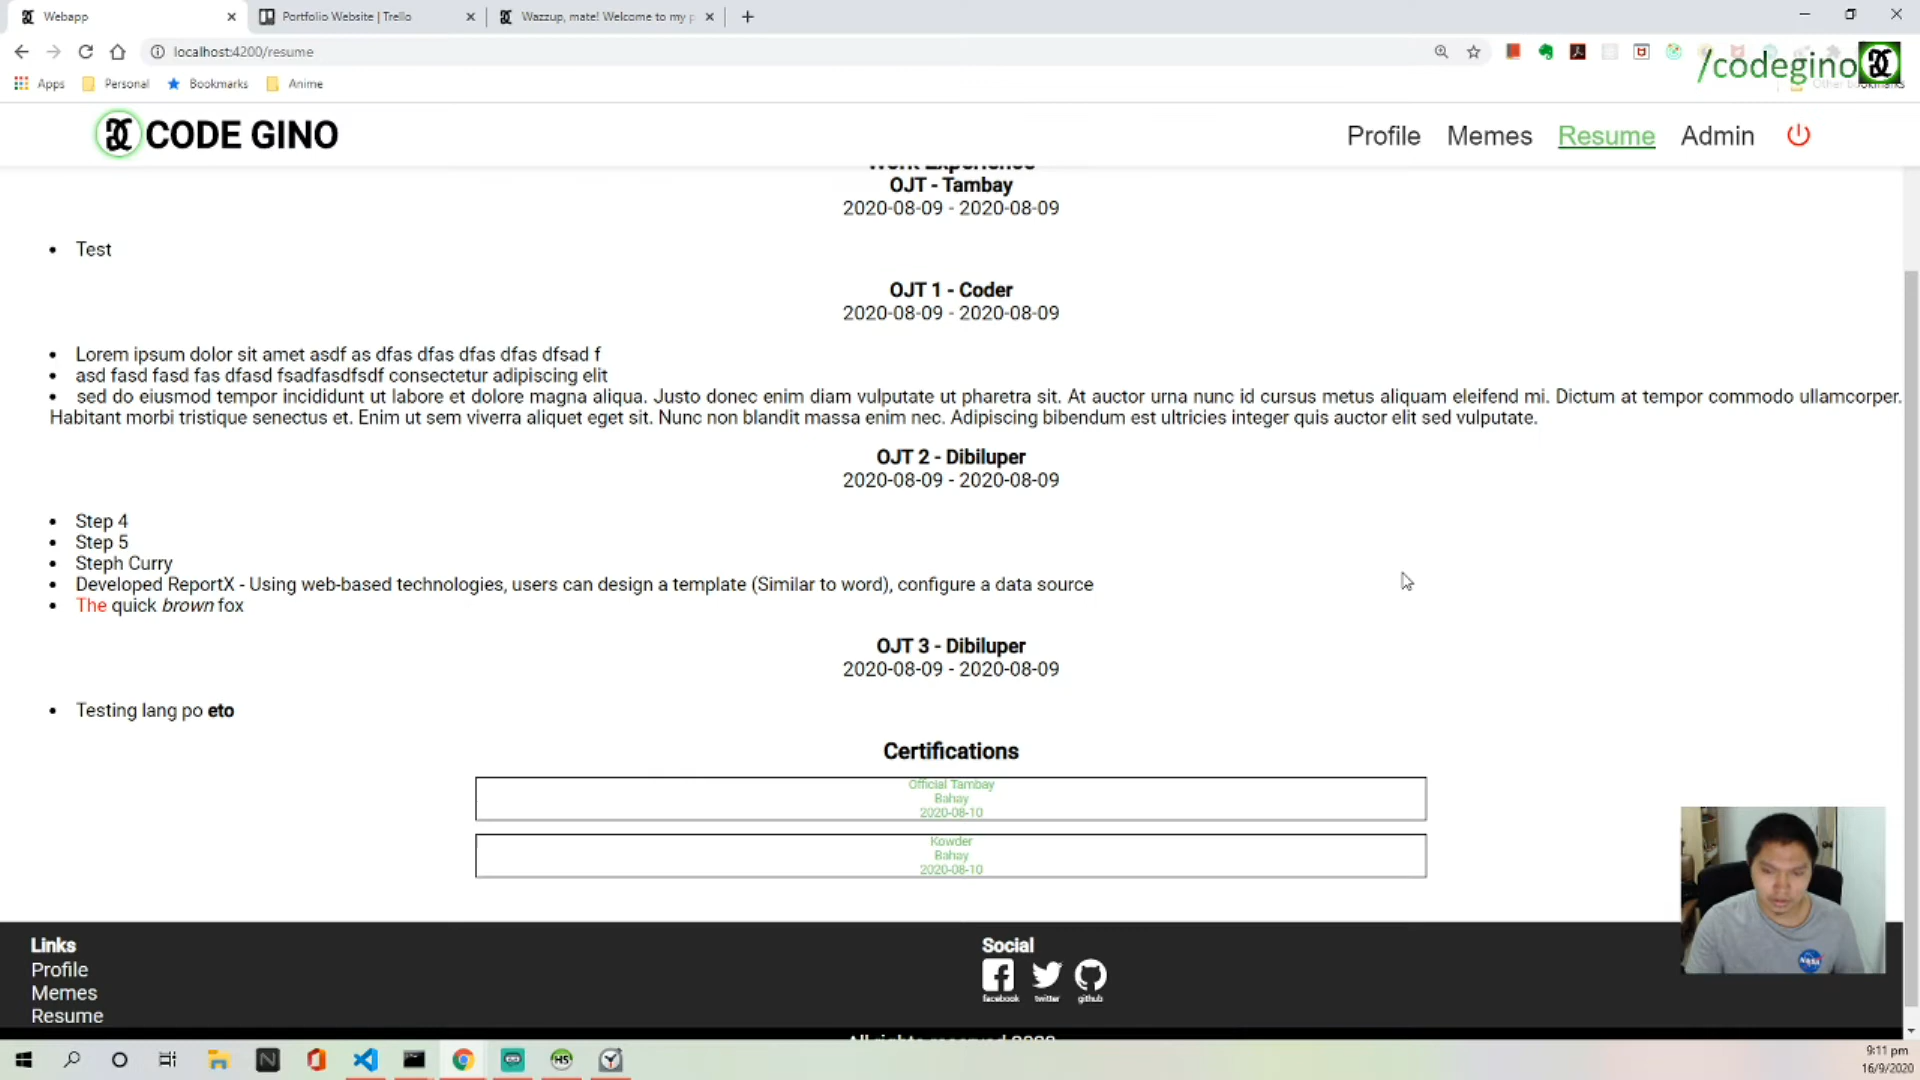 Webapp
Portfolio Website | Trello
Wazzup, mate! Welcome to my p
localhost:4200/resume
/codegino
Apps
Personal
Bookmarks
Anime
Other bookmarks
CODE GINO
Profile
Memes
Resume
Admin
Work Experience
OJT - Tambay
2020-08-09 - 2020-08-09
• Test
OJT 1 - Coder
2020-08-09 - 2020-08-09
• Lorem ipsum dolor sit amet asdf as dfas dfas dfas dfas dfsad f
• asd fasd fasd fas dfasd fsadfasdfsdf consectetur adipiscing elit
• sed do eiusmod tempor incididunt ut labore et dolore magna aliqua. Justo donec enim diam vulputate ut pharetra sit. At auctor urna nunc id cursus metus aliquam eleifend mi. Dictum at tempor commodo ullamcorper.
Habitant morbi tristique senectus et. Enim ut sem viverra aliquet eget sit. Nunc non blandit massa enim nec. Adipiscing bibendum est ultricies integer quis auctor elit sed vulputate.
OJT 2 - Dibiluper
2020-08-09 - 2020-08-09
• Step 4
• Step 5
• Steph Curry
• Developed ReportX - Using web-based technologies, users can design a template (Similar to word), configure a data source
• The quick brown fox
OJT 3 - Dibiluper
2020-08-09 - 2020-08-09
• Testing lang po eto
Certifications
Official Tambay
Bahay
2020-08-10
Kowder
Bahay
2020-08-10
Links
Profile
Memes
Resume
Social
facebook
twitter
github
All rights reserved 2020
NASA
HS
9:11 pm
16/9/2020